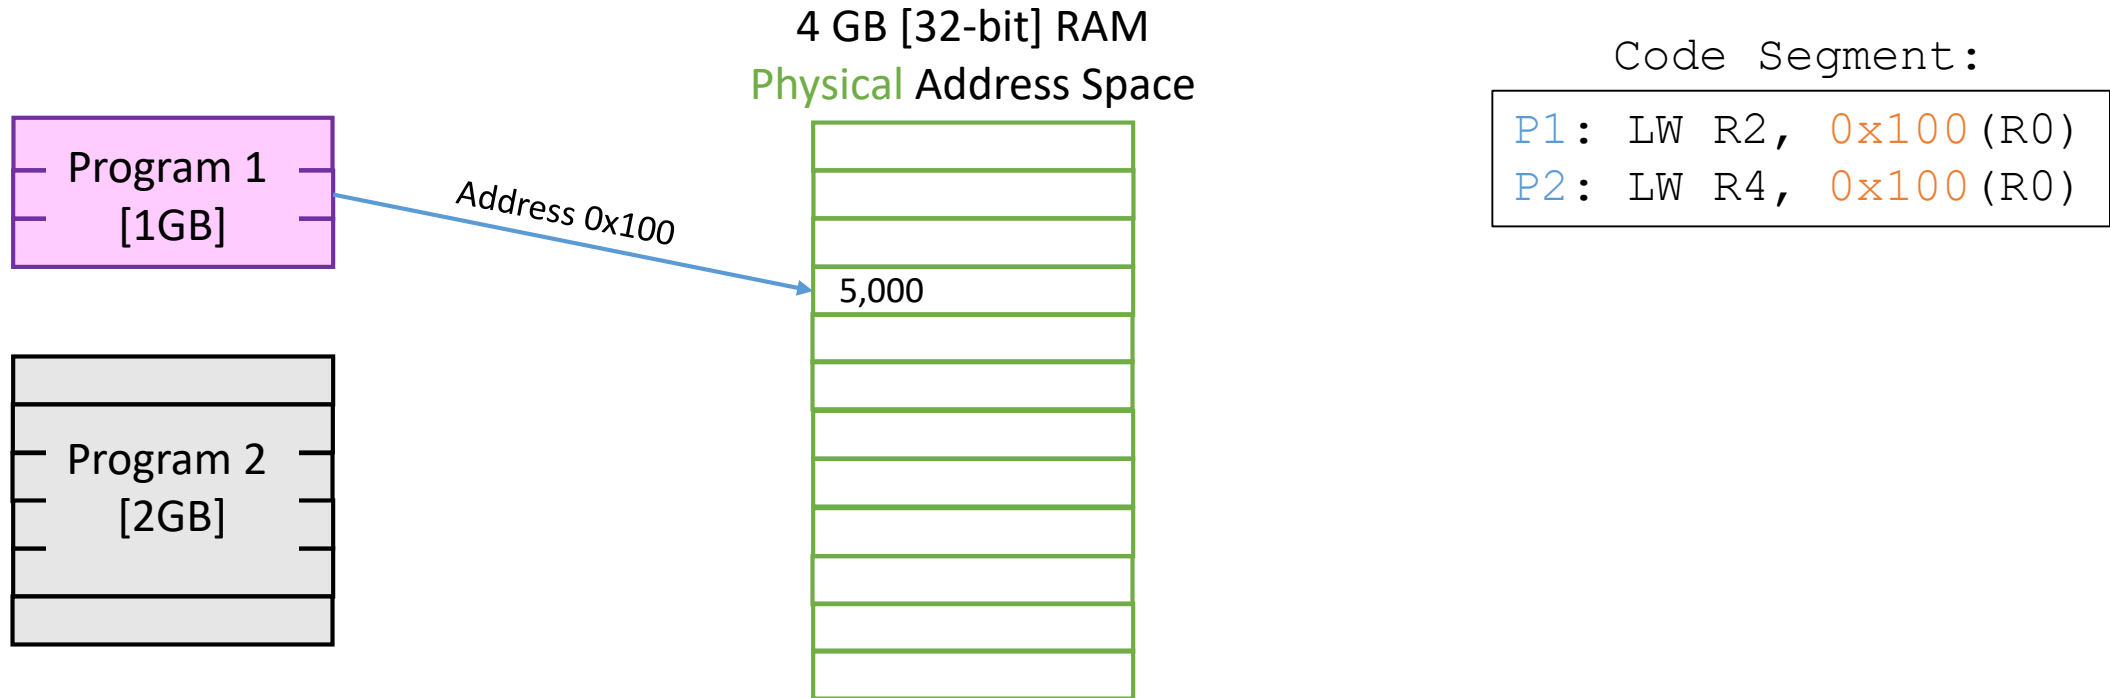 4 GB [32-bit] RAM
Physical Address Space
Code Segment:
P1: LW R2, 0x100(R0)
P2: LW R4, 0x100(R0)
Program 1
[1GB]
Address 0x100
5,000
Program 2
[2GB]